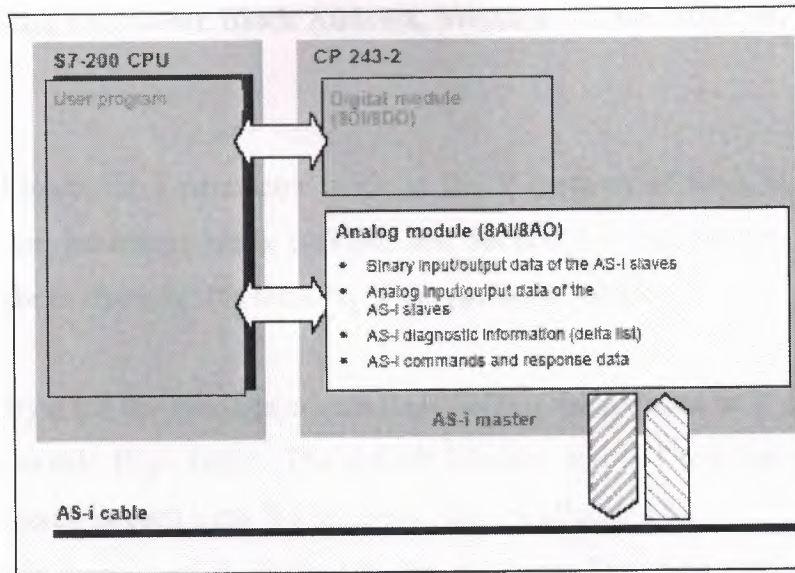 S7-200 CPU
User program
CP 243-2
Digital module
(8DI/8DO)
Analog module (8AI/8AO)
• Binary input/output data of the AS-i slaves
• Analog input/output data of the
AS-i slaves
• AS-i diagnostic information (delta list)
• AS-i commands and response data
AS-i master
AS-i cable